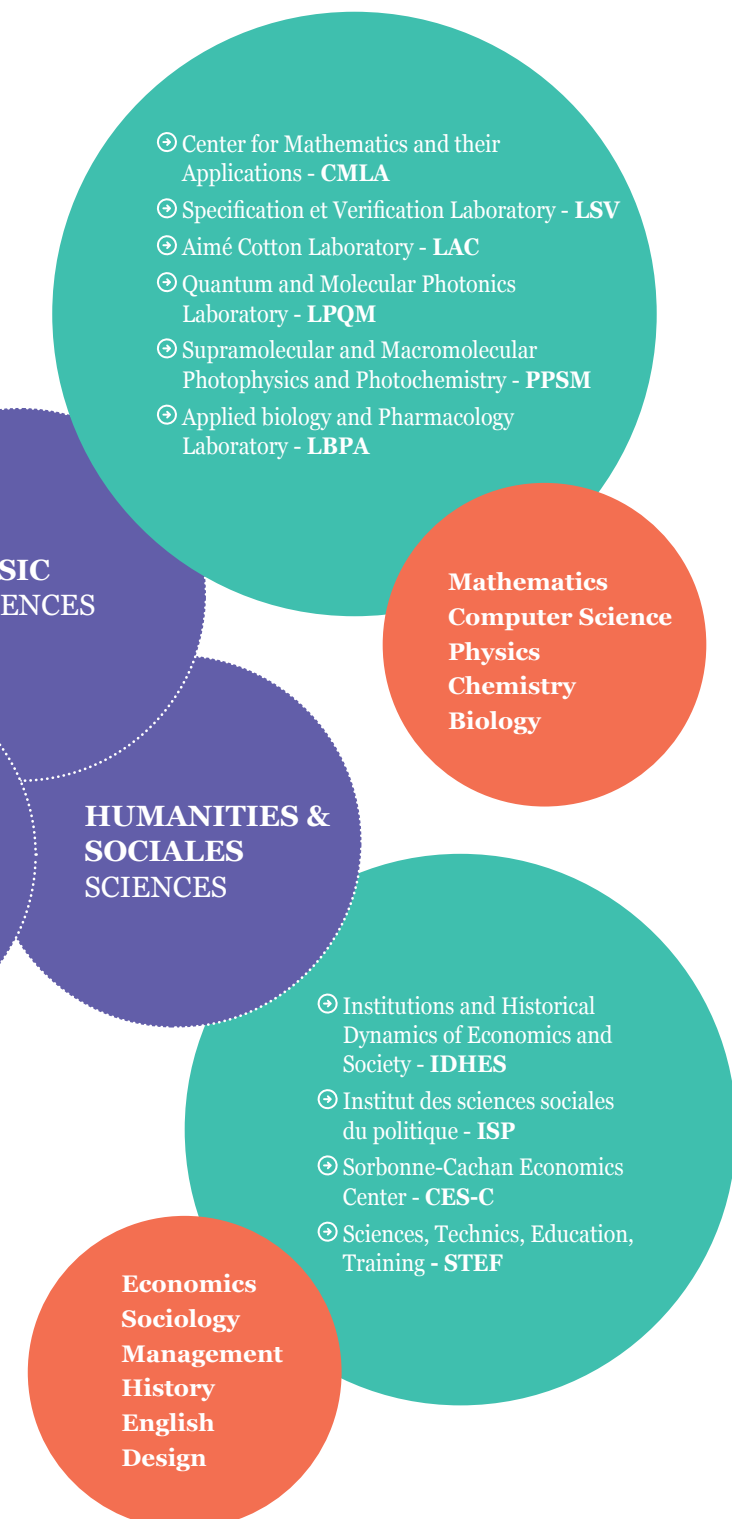 Center for Mathematics and their
Applications - CMLA
Specification et Verification Laboratory - LSV
Aimé Cotton Laboratory - LAC
Quantum and Molecular Photonics
Laboratory - LPQM
Supramolecular and Macromolecular
Photophysics and Photochemistry - PPSM
Applied biology and Pharmacology
Laboratory - LBPA
SIC
ENCES
Mathematics
Computer Science
Physics
Chemistry
Biology
HUMANITIES &
SOCIALES
SCIENCES
Institutions and Historical
Dynamics of Economics and
Society - IDHES
Institut des sciences sociales
du politique - ISP
Sorbonne-Cachan Economics
Center - CES-C
Sciences, Technics, Education,
Training - STEF
Economics
Sociology
Management
History
English
Design